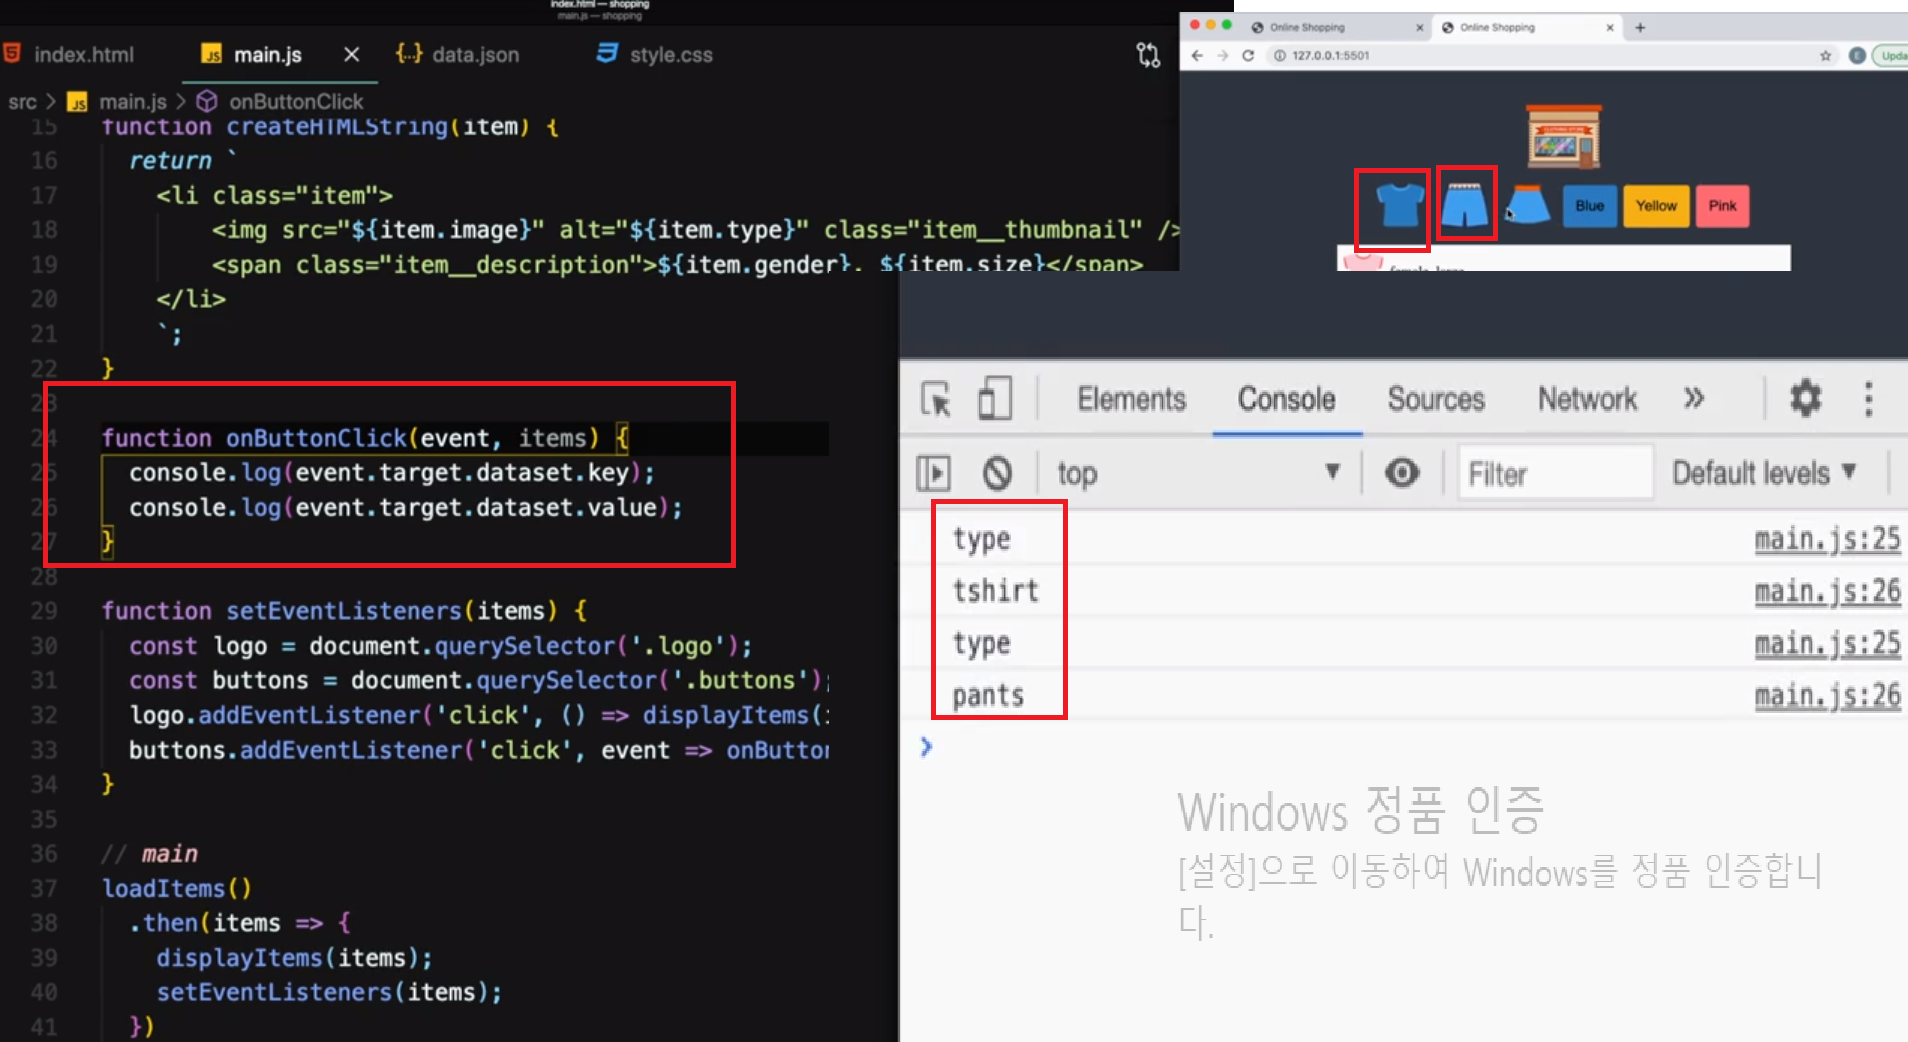 index.html — shopping
main.js — shopping
index.html
JS main.js
{..} data.json
style.css
src > JS main.js > onButtonClick
15 function createHTMLString(item) {
16 return `
17 <li class="item">
18 <img src="${item.image}" alt="${item.type}" class="item__thumbnail" />
19 <span class="item__description">${item.gender}, ${item.size}</span>
20 </li>
21 `;
22 }
23
24 function onButtonClick(event, items) {
25 console.log(event.target.dataset.key);
26 console.log(event.target.dataset.value);
27 }
28
29 function setEventListeners(items) {
30 const logo = document.querySelector('.logo');
31 const buttons = document.querySelector('.buttons');
32 logo.addEventListener('click', () => displayItems(i
33 buttons.addEventListener('click', event => onButton
34 }
35
36 // main
37 loadItems()
38 .then(items => {
39 displayItems(items);
40 setEventListeners(items);
41 })
Online Shopping
Online Shopping
127.0.0.1:5501
Upda
CLOTHING STORE
Blue
Yellow
Pink
female, large
Elements
Console
Sources
Network
top
Filter
Default levels
type main.js:25
tshirt main.js:26
type main.js:25
pants main.js:26
Windows 정품 인증
[설정]으로 이동하여 Windows를 정품 인증합니
다.